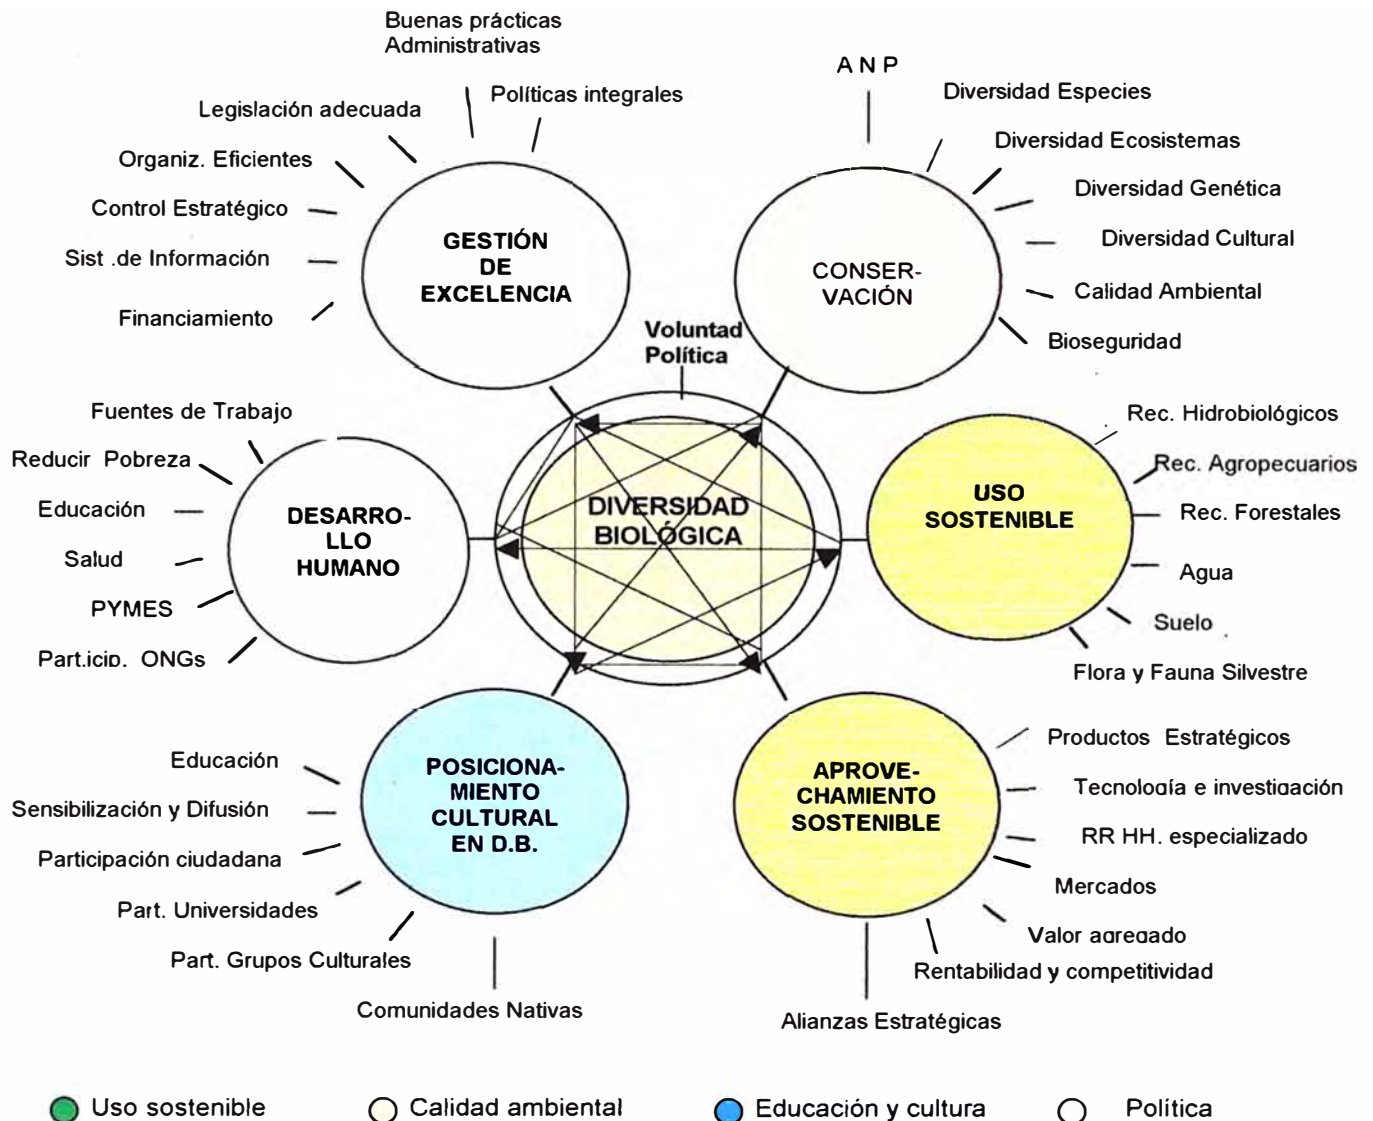 Buenas prácticas
Administrativas
Políticas integrales
Legislación adecuada
Organiz. Eficientes
Control Estratégico
Sist .de Información
Financiamiento
GESTIÓN
DE
EXCELENCIA
A N P
Diversidad Especies
Diversidad Ecosistemas
Diversidad Genética
Diversidad Cultural
Calidad Ambiental
Bioseguridad
CONSER-
VACIÓN
Voluntad
Política
Fuentes de Trabajo
Reducir Pobreza
Educación
Salud
PYMES
Part.icip. ONGs
DESARRO-
LLO
HUMANO
DIVERSIDAD
BIOLÓGICA
USO
SOSTENIBLE
Rec. Hidrobiológicos
Rec. Agropecuarios
Rec. Forestales
Agua
Suelo
Flora y Fauna Silvestre
Educación
Sensibilización y Difusión
Participación ciudadana
Part. Universidades
Part. Grupos Culturales
Comunidades Nativas
POSICIONA-
MIENTO
CULTURAL
EN D.B.
APROVE-
CHAMIENTO
SOSTENIBLE
Productos Estratégicos
Tecnología e investigación
RR HH. especializado
Mercados
Valor agregado
Rentabilidad y competitividad
Alianzas Estratégicas
Uso sostenible
Calidad ambiental
Educación y cultura
Política